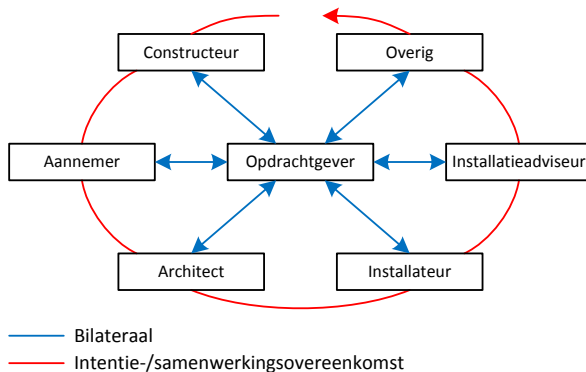 Constructeur
Overig
Aannemer
Opdrachtgever
Installatieadviseur
Architect
Installateur
Bilateraal
Intentie-/samenwerkingsovereenkomst